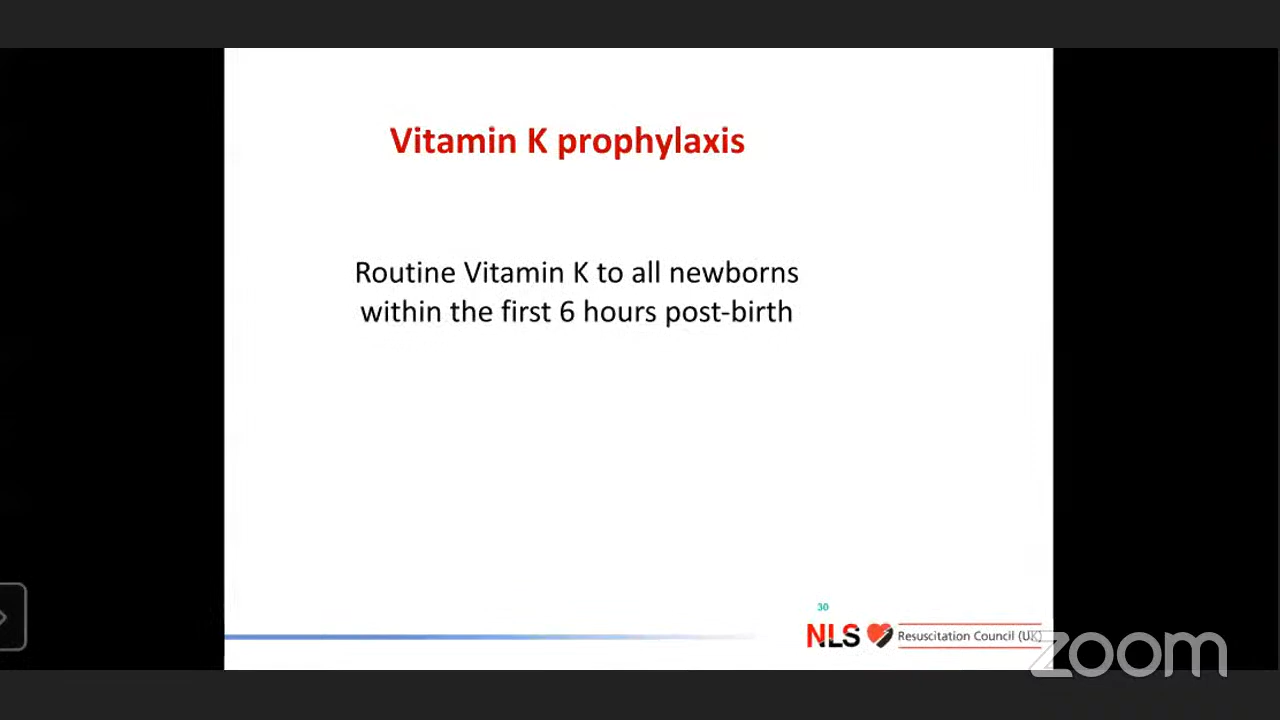 Vitamin K prophylaxis
Routine Vitamin K to all newborns
within the first 6 hours post-birth
30
NLS Resuscitation Council (UK)
zoom